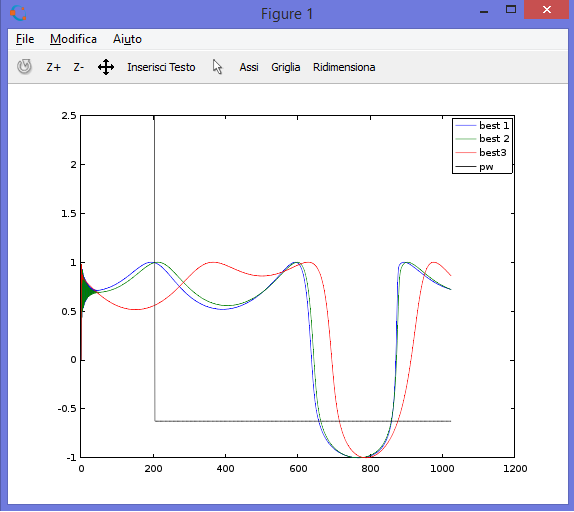 Figure 1
File Modifica Aiuto
Z+ Z- Inserisci Testo Assi Griglia Ridimensiona
2.5
2
1.5
1
0.5
0
-0.5
-1
0 200 400 600 800 1000 1200
best 1
best 2
best3
pw